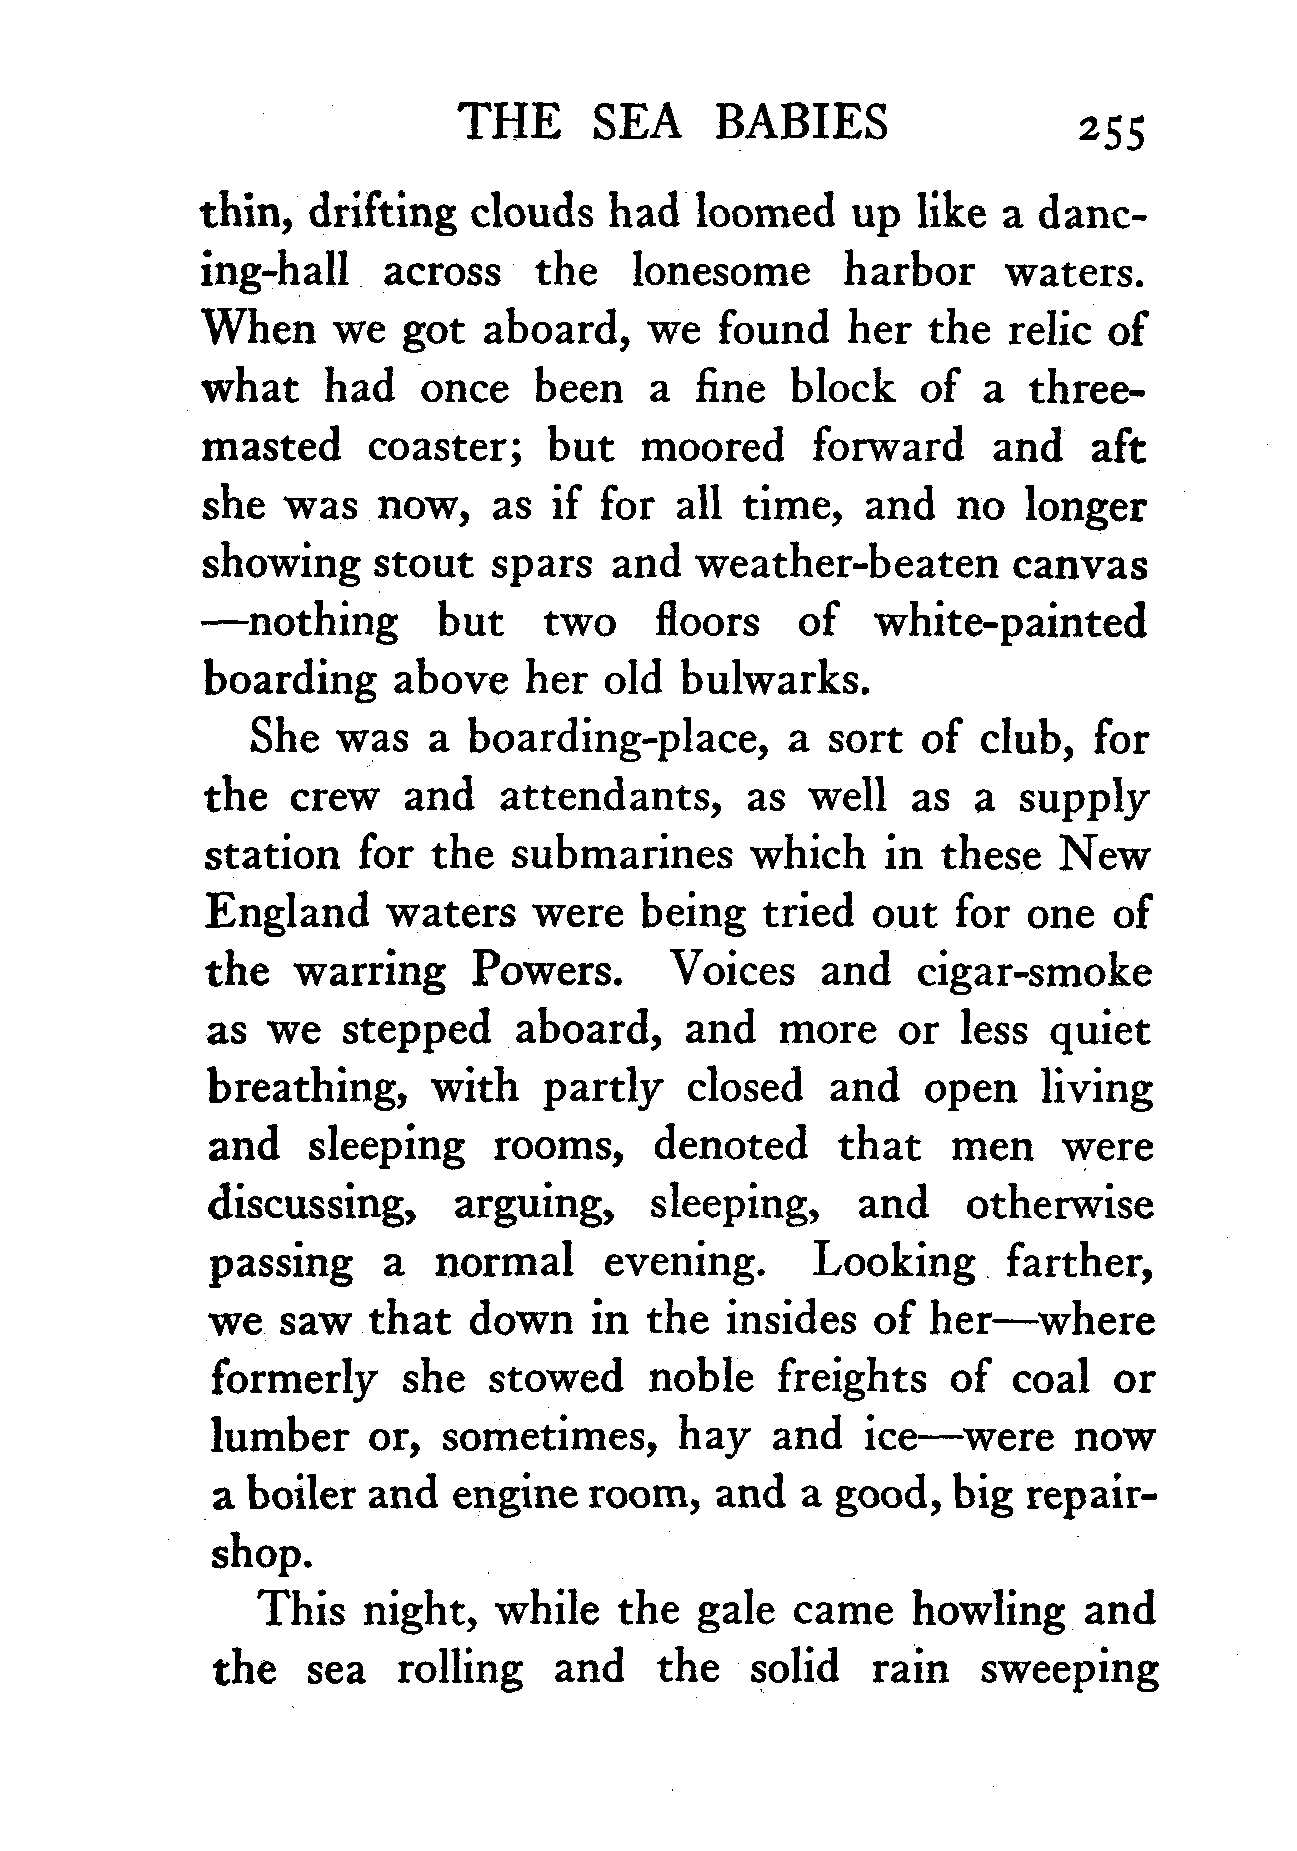 THE SEA BABIES 255
thin, drifting clouds had loomed up like a danc-
ing-hall across the lonesome harbor waters.
When we got aboard, we found her the relic of
what had once been a fine block of a three-
masted coaster; but moored forward and aft
she was now, as if for all time, and no longer
showing stout spars and weather-beaten canvas
—nothing but two floors of white-painted
boarding above her old bulwarks.
She was a boarding-place, a sort of club, for
the crew and attendants, as well as a supply
station for the submarines which in these New
England waters were being tried out for one of
the warring Powers. Voices and cigar-smoke
as we stepped aboard, and more or less quiet
breathing, with partly closed and open living
and sleeping rooms, denoted that men were
discussing, arguing, sleeping, and otherwise
passing a normal evening. Looking farther,
we saw that down in the insides of her—where
formerly she stowed noble freights of coal or
lumber or, sometimes, hay and ice—were now
a boiler and engine room, and a good, big repair-
shop.
This night, while the gale came howling and
the sea rolling and the solid rain sweeping